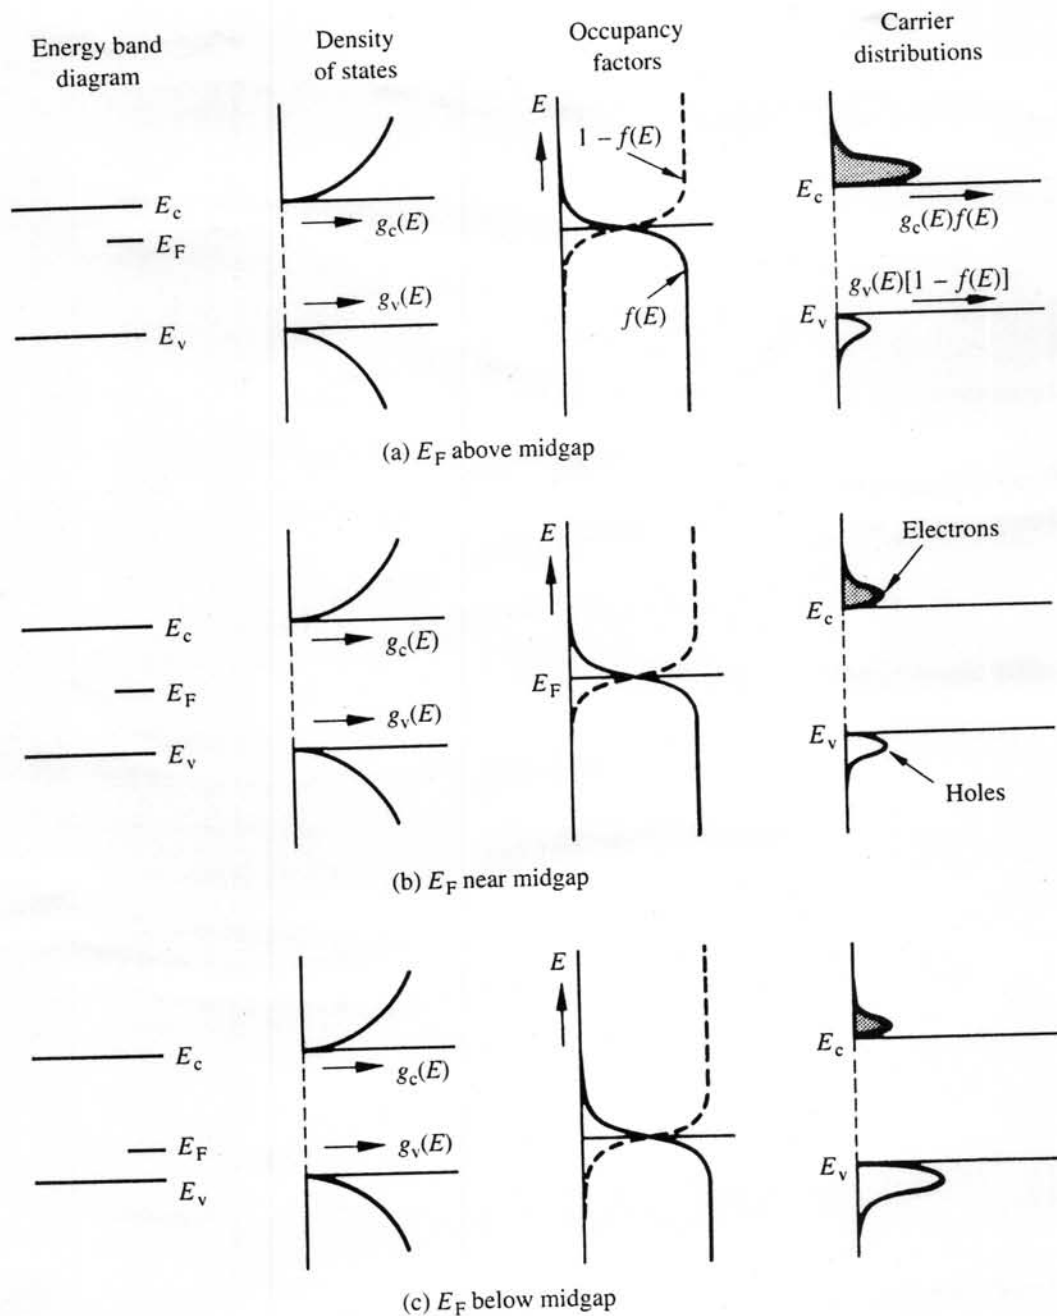 Energy band
diagram
Density
of states
Occupancy
factors
Carrier
distributions
E
1 – f(E)
E_c
E_F
E_v
g_c(E)
g_v(E)
f(E)
E_c
g_c(E)f(E)
g_v(E)[1 – f(E)]
E_v
(a) E_F above midgap
E_c
E_F
E_v
g_c(E)
g_v(E)
E
E_F
Electrons
E_c
E_v
Holes
(b) E_F near midgap
E_c
E_F
E_v
g_c(E)
g_v(E)
E
E_c
E_v
(c) E_F below midgap